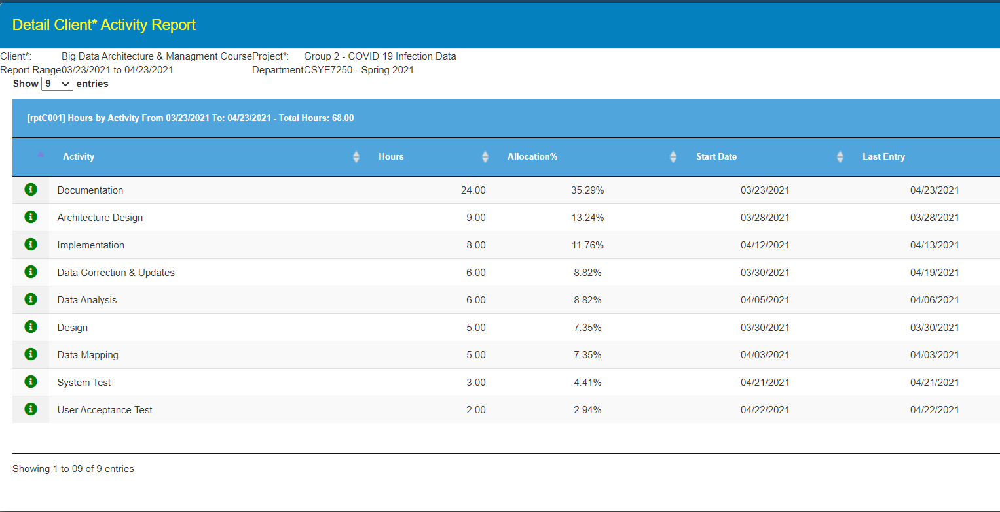 Detail Client* Activity Report
Client*: Big Data Architecture & Managment Course Project*: Group 2 - COVID 19 Infection Data
Report Range 03/23/2021 to 04/23/2021 Department CSYE7250 - Spring 2021
Show 9 entries
[rptC001] Hours by Activity From 03/23/2021 To: 04/23/2021 - Total Hours: 68.00
Activity Hours Allocation% Start Date Last Entry
Documentation 24.00 35.29% 03/23/2021 04/23/2021
Architecture Design 9.00 13.24% 03/28/2021 03/28/2021
Implementation 8.00 11.76% 04/12/2021 04/13/2021
Data Correction & Updates 6.00 8.82% 03/30/2021 04/19/2021
Data Analysis 6.00 8.82% 04/05/2021 04/06/2021
Design 5.00 7.35% 03/30/2021 03/30/2021
Data Mapping 5.00 7.35% 04/03/2021 04/03/2021
System Test 3.00 4.41% 04/21/2021 04/21/2021
User Acceptance Test 2.00 2.94% 04/22/2021 04/22/2021
Showing 1 to 09 of 9 entries